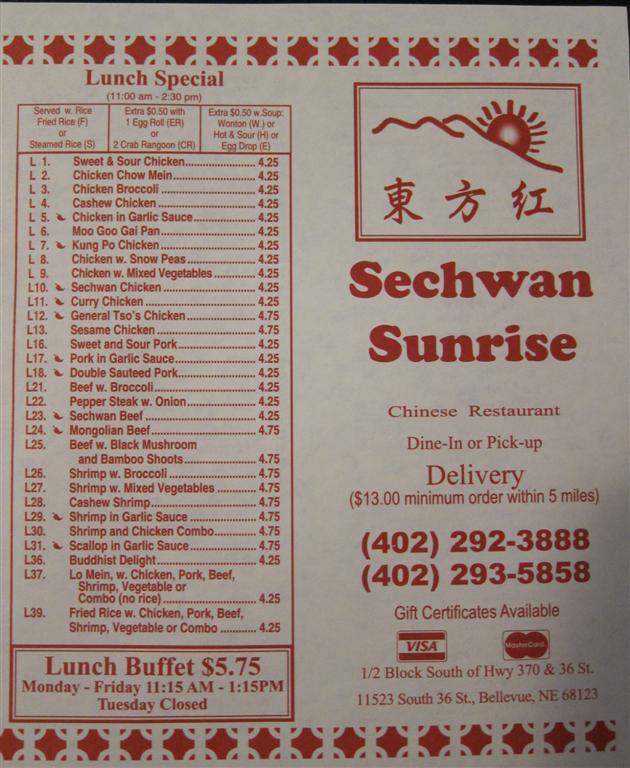 Lunch Special
(11:00 am - 2:30 pm)
Served w. Rice
Fried Rice (F)
or
Steamed Rice (S)
Extra $0.50 with
1 Egg Roll (ER)
or
2 Crab Rangoon (CR)
Extra $0.50 w.Soup:
Wonton (W.) or
Hot & Sour (H) or
Egg Drop (E)
L 1. Sweet & Sour Chicken 4.25
L 2. Chicken Chow Mein 4.25
L 3. Chicken Broccoli 4.25
L 4. Cashew Chicken 4.25
L 5. Chicken in Garlic Sauce 4.25
L 6. Moo Goo Gai Pan 4.25
L 7. Kung Po Chicken 4.25
L 8. Chicken w. Snow Peas 4.25
L 9. Chicken w. Mixed Vegetables 4.25
L10. Sechwan Chicken 4.25
L11. Curry Chicken 4.25
L12. General Tso's Chicken 4.75
L13. Sesame Chicken 4.75
L16. Sweet and Sour Pork 4.25
L17. Pork in Garlic Sauce 4.25
L18. Double Sauteed Pork 4.25
L21. Beef w. Broccoli 4.25
L22. Pepper Steak w. Onion 4.25
L23. Sechwan Beef 4.25
L24. Mongolian Beef 4.75
L25. Beef w. Black Mushroom
and Bamboo Shoots 4.75
L26. Shrimp w. Broccoli 4.75
L27. Shrimp w. Mixed Vegetables 4.75
L28. Cashew Shrimp 4.75
L29. Shrimp in Garlic Sauce 4.75
L30. Shrimp and Chicken Combo 4.75
L31. Scallop in Garlic Sauce 4.75
L36. Buddhist Delight 4.25
L37. Lo Mein, w. Chicken, Pork, Beef,
Shrimp, Vegetable or
Combo (no rice) 4.25
L39. Fried Rice w. Chicken, Pork, Beef,
Shrimp, Vegetable or Combo 4.25
Lunch Buffet $5.75
Monday - Friday 11:15 AM - 1:15PM
Tuesday Closed
東方紅
Sechwan
Sunrise
Chinese Restaurant
Dine-In or Pick-up
Delivery
($13.00 minimum order within 5 miles)
(402) 292-3888
(402) 293-5858
Gift Certificates Available
VISA
MasterCard
1/2 Block South of Hwy 370 & 36 St.
11523 South 36 St., Bellevue, NE 68123